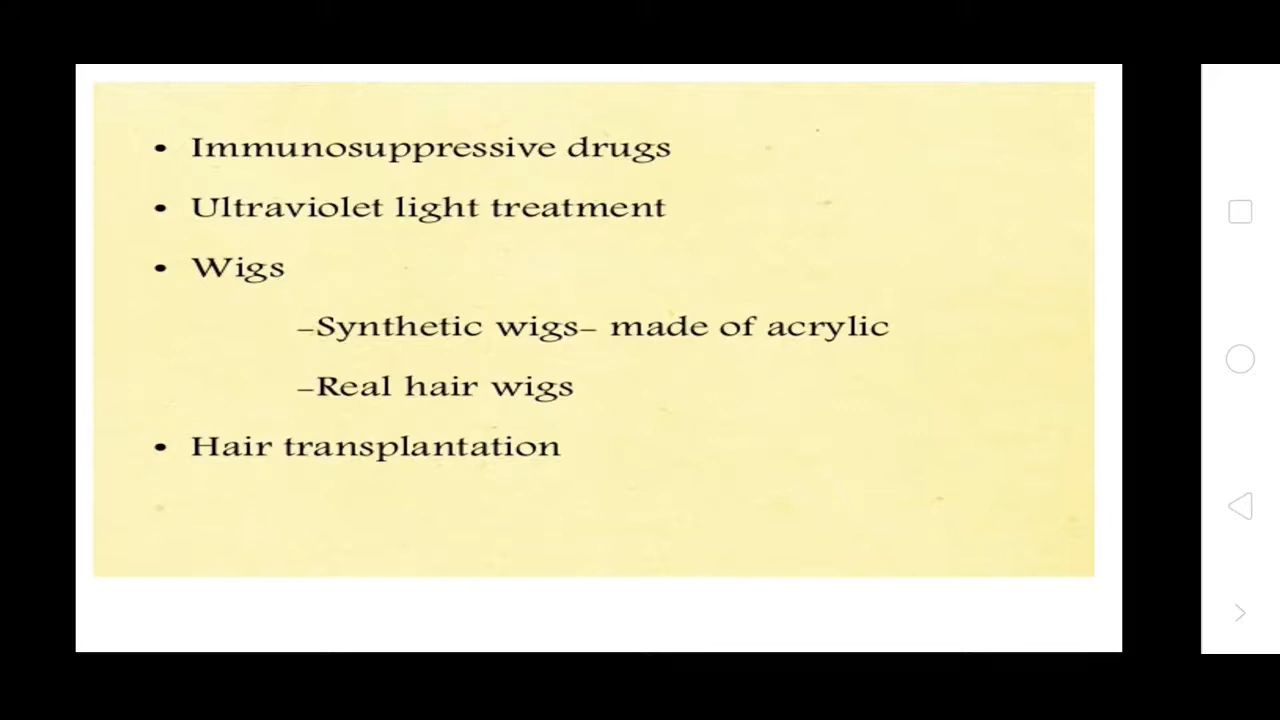 • Immunosuppressive drugs
• Ultraviolet light treatment
• Wigs
–Synthetic wigs– made of acrylic
–Real hair wigs
• Hair transplantation